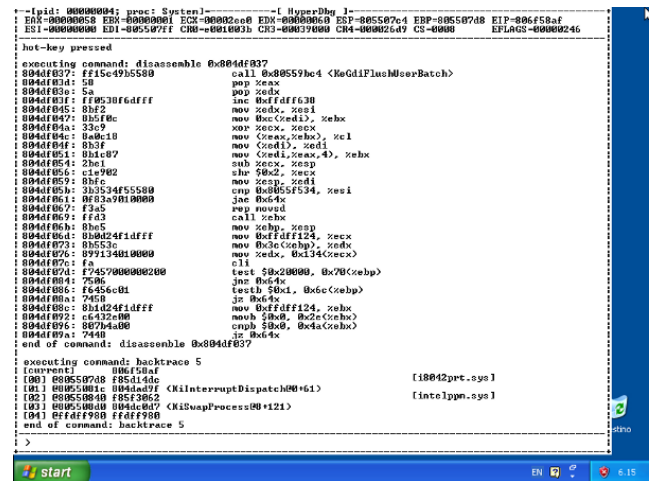 +-[pid: 00000004; proc: System]---------------[ HyperDbg ]---------------+
EAX=00000058 EBX=00000001 ECX=00002ee0 EDX=00000060 ESP=805507c4 EBP=805507d8 EIP=806f58af
ESI=00000000 EDI=805507ff CR0=e001003b CR3=00039000 CR4=000026d9 CS=0008 EFLAGS=00000246
hot-key pressed
executing command: disassemble 0x804df037
804df037: ff15c49b5580 call 0x80559bc4 <KeGdiFlushUserBatch>
804df03d: 58 pop %eax
804df03e: 5a pop %edx
804df03f: ff0538f6dfff inc 0xffdff638
804df045: 8bf2 mov %edx, %esi
804df047: 8b5f0c mov 0xc(%edi), %ebx
804df04a: 33c9 xor %ecx, %ecx
804df04c: 8a0c18 mov (%eax,%ebx), %cl
804df04f: 8b3f mov (%edi), %edi
804df051: 8b1c87 mov (%edi,%eax,4), %ebx
804df054: 2be1 sub %ecx, %esp
804df056: c1e902 shr $0x2, %ecx
804df059: 8bfc mov %esp, %edi
804df05b: 3b3534f55580 cmp 0x8055f534, %esi
804df061: 0f83a9010000 jae 0x64x
804df067: f3a5 rep movsd
804df069: ffd3 call %ebx
804df06b: 8be5 mov %ebp, %esp
804df06d: 8b0d24f1dfff mov 0xffdff124, %ecx
804df073: 8b553c mov 0x3c(%ebp), %edx
804df076: 899134010000 mov %edx, 0x134(%ecx)
804df07c: fa cli
804df07d: f7457000000200 test $0x20000, 0x70(%ebp)
804df084: 7506 jnz 0x64x
804df086: f6456c01 testb $0x1, 0x6c(%ebp)
804df08a: 7458 jz 0x64x
804df08c: 8b1d24f1dfff mov 0xffdff124, %ebx
804df092: c6432e00 movb $0x0, 0x2e(%ebx)
804df096: 807b4a00 cmpb $0x0, 0x4a(%ebx)
804df09a: 7448 jz 0x64x
end of command: disassemble 0x804df037
executing command: backtrace 5
[current] 806f58af
[00] @805507d8 f85d14dc [i8042prt.sys]
[01] @8055081c 804dad9f <KiInterruptDispatch@0+61>
[02] @80550840 f85f3062 [intelppm.sys]
[03] @805508d0 804dc0d7 <KiSwapProcess@8+121>
[04] @ffdff980 ffdff980
end of command: backtrace 5
>
stino
start EN 6.15